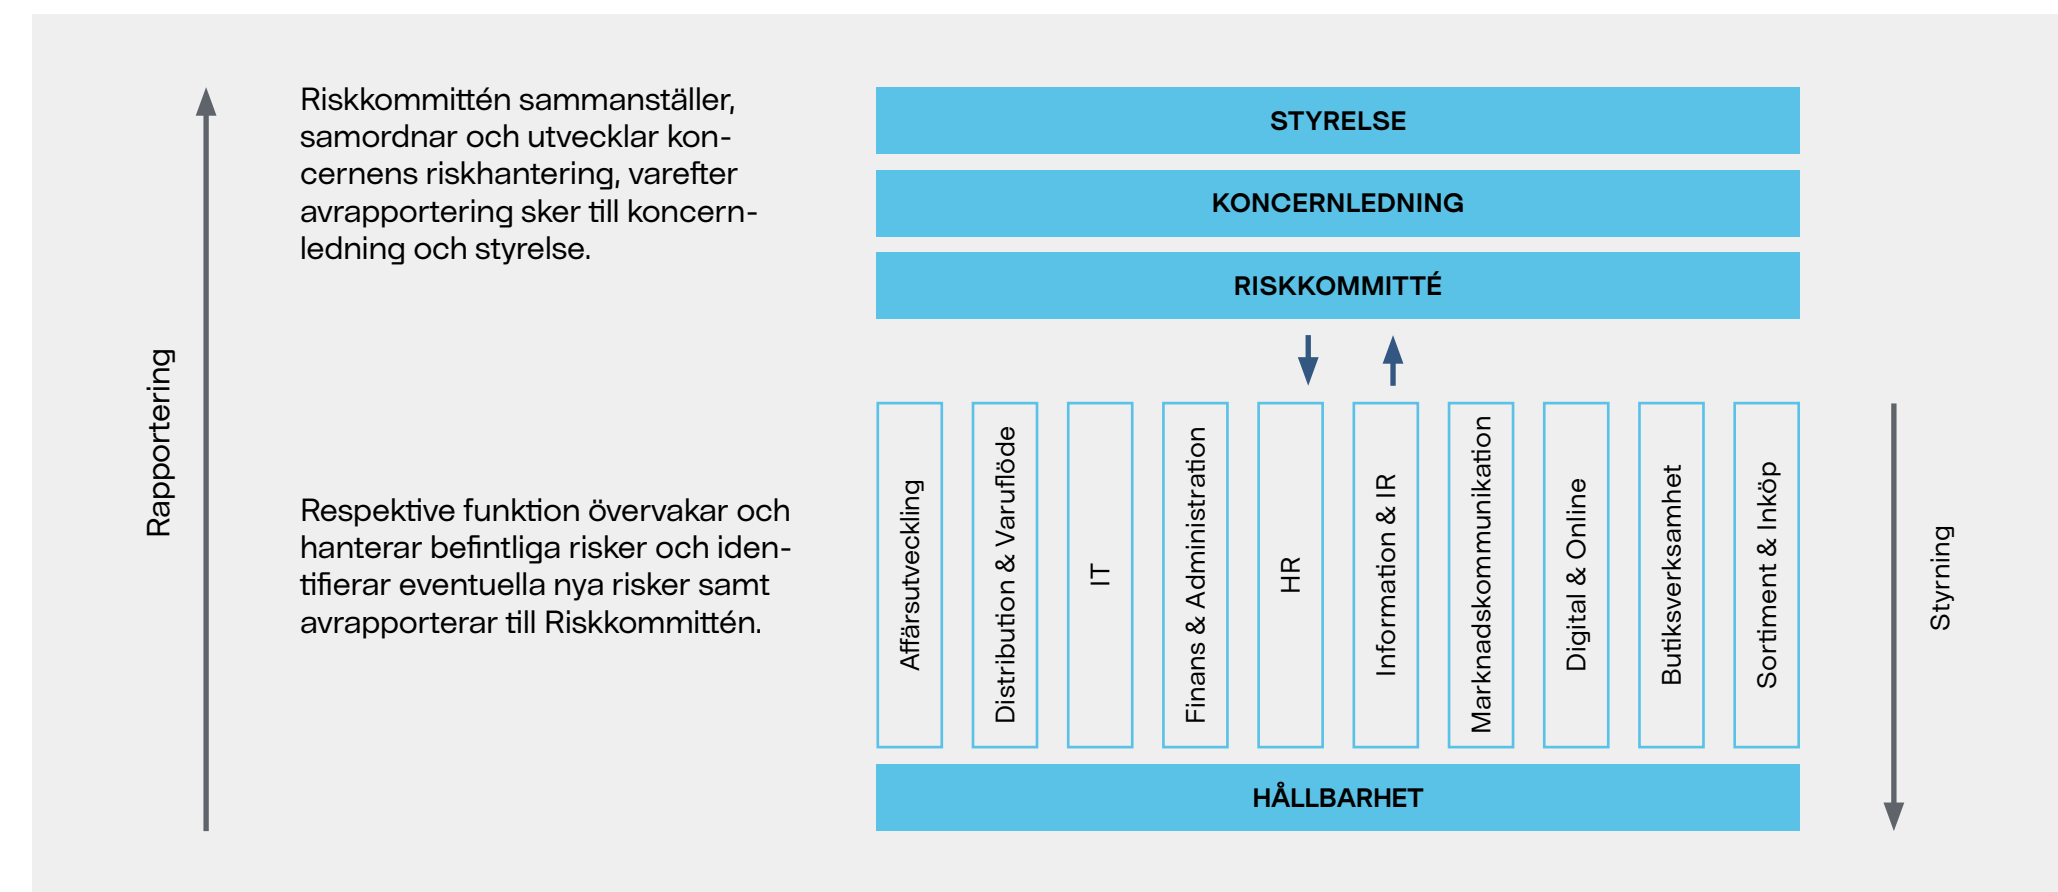 Rapportering
Riskkommittén sammanställer,
samordnar och utvecklar kon-
cernens riskhantering, varefter
avrapportering sker till koncern-
ledning och styrelse.
Respektive funktion övervakar och
hanterar befintliga risker och iden-
tifierar eventuella nya risker samt
avrapporterar till Riskkommittén.
STYRELSE
KONCERNLEDNING
RISKKOMMITTÉ
Affärsutveckling
Distribution & Varuflöde
IT
Finans & Administration
HR
Information & IR
Marknadskommunikation
Digital & Online
Butiksverksamhet
Sortiment & Inköp
HÅLLBARHET
Styrning